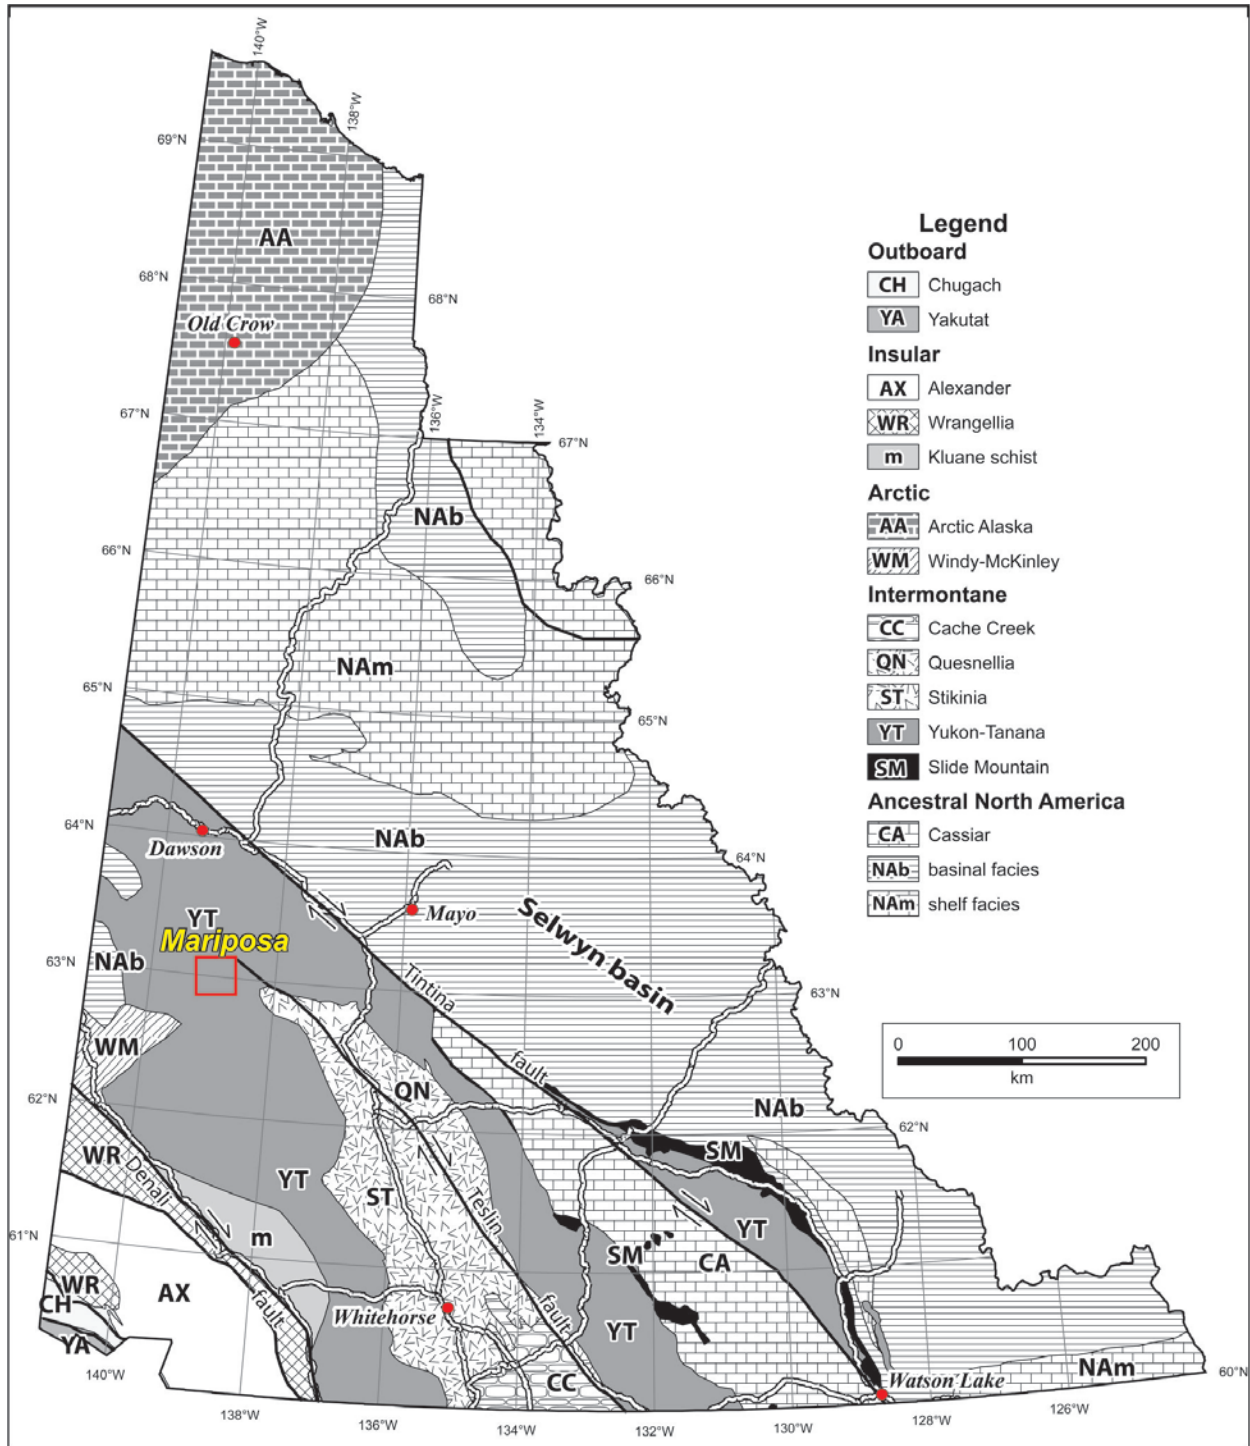 140°W
138°W
69°N
AA
68°N
68°N
Old Crow
67°N
136°W
134°W
67°N
NAb
66°N
66°N
NAm
65°N
65°N
64°N
Dawson
NAb
64°N
Mayo
Selwyn basin
YT
Mariposa
63°N
NAb
Tintina
fault
63°N
WM
62°N
QN
NAb
62°N
SM
WR
Denali
fault
YT
ST
Teslin
fault
YT
61°N
m
SM
CA
WR
CH
AX
YA
Whitehorse
YT
CC
Watson Lake
NAm
60°N
140°W
138°W
136°W
134°W
132°W
130°W
128°W
126°W
Legend
Outboard
CH Chugach
YA Yakutat
Insular
AX Alexander
WR Wrangellia
m Kluane schist
Arctic
AA Arctic Alaska
WM Windy-McKinley
Intermontane
CC Cache Creek
QN Quesnellia
ST Stikinia
YT Yukon-Tanana
SM Slide Mountain
Ancestral North America
CA Cassiar
NAb basinal facies
NAm shelf facies
0 100 200
km